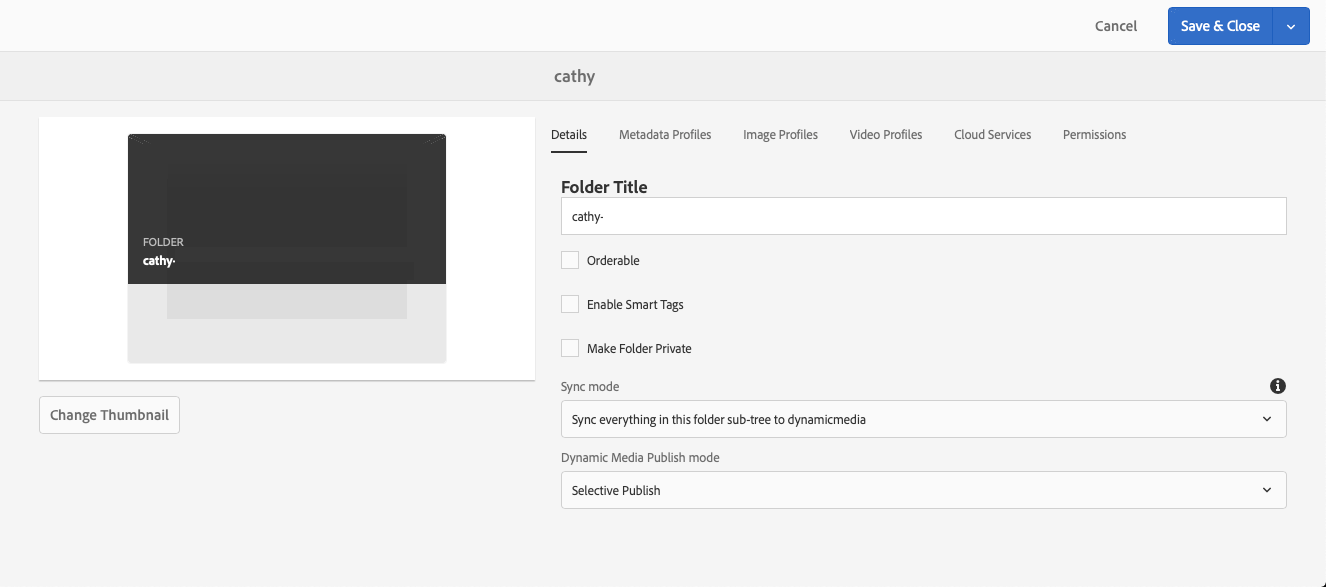 Cancel
Save & Close
cathy
FOLDER
cathy·
Change Thumbnail
Details
Metadata Profiles
Image Profiles
Video Profiles
Cloud Services
Permissions
Folder Title
cathy·
Orderable
Enable Smart Tags
Make Folder Private
Sync mode
Sync everything in this folder sub-tree to dynamicmedia
Dynamic Media Publish mode
Selective Publish